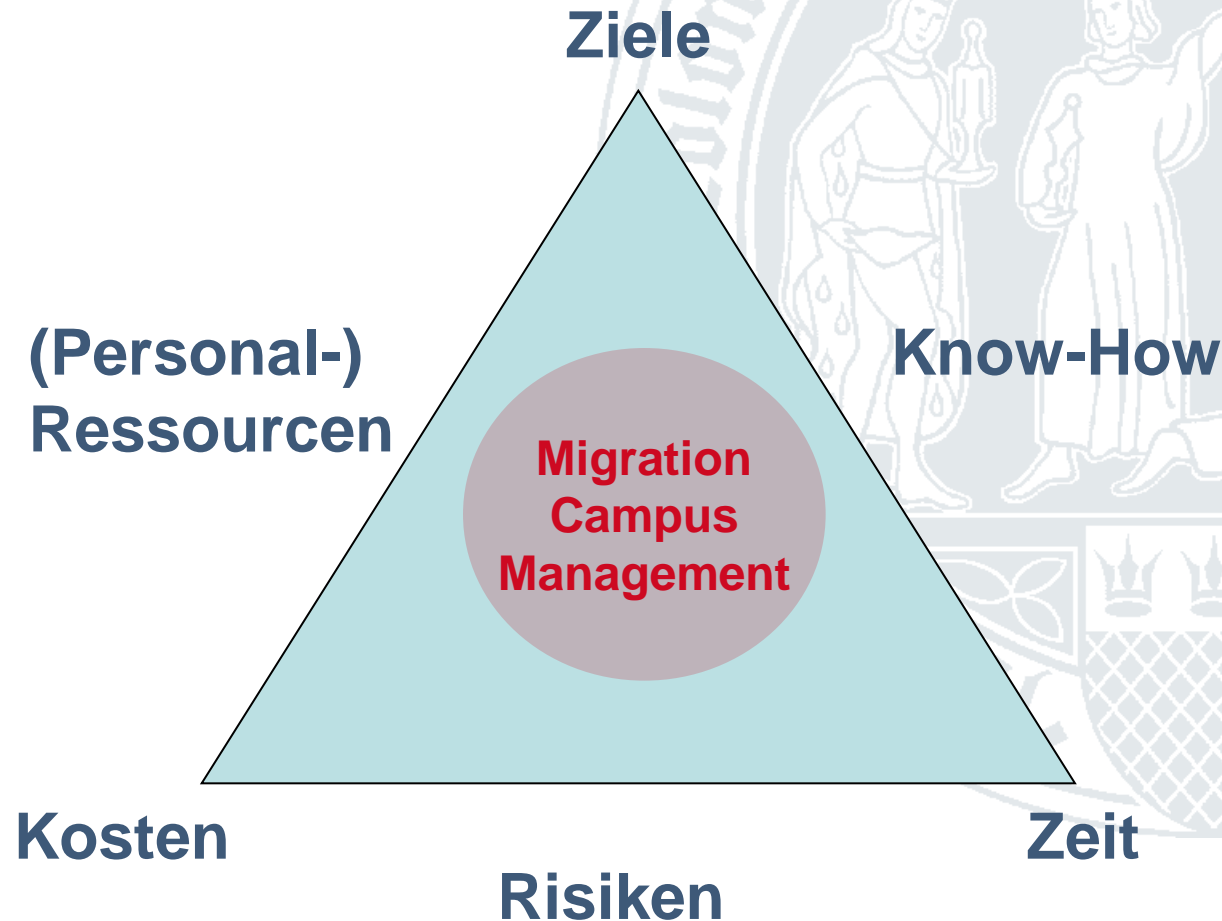 Ziele
(Personal-)
Ressourcen
Know-How
Migration
Campus
Management
Kosten
Zeit
Risiken